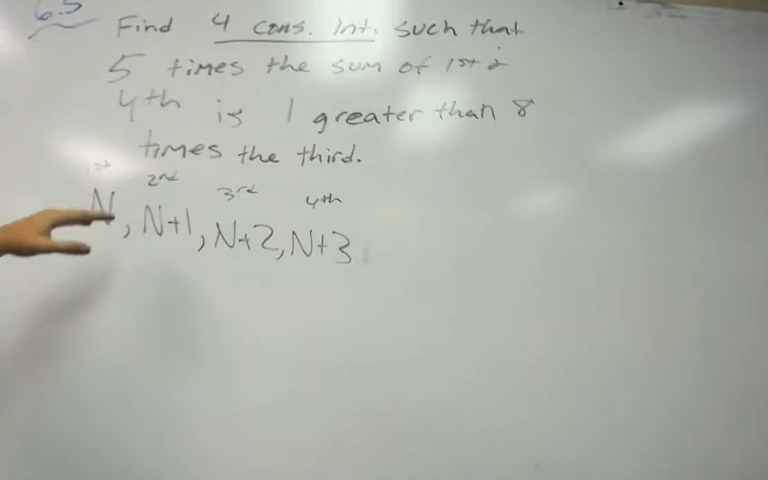 6.5 Find 4 cons. Int. such that
5 times the sum of 1st &
4th is 1 greater than 8
times the third.
1st 2nd 3rd 4th
N, N+1, N+2, N+3